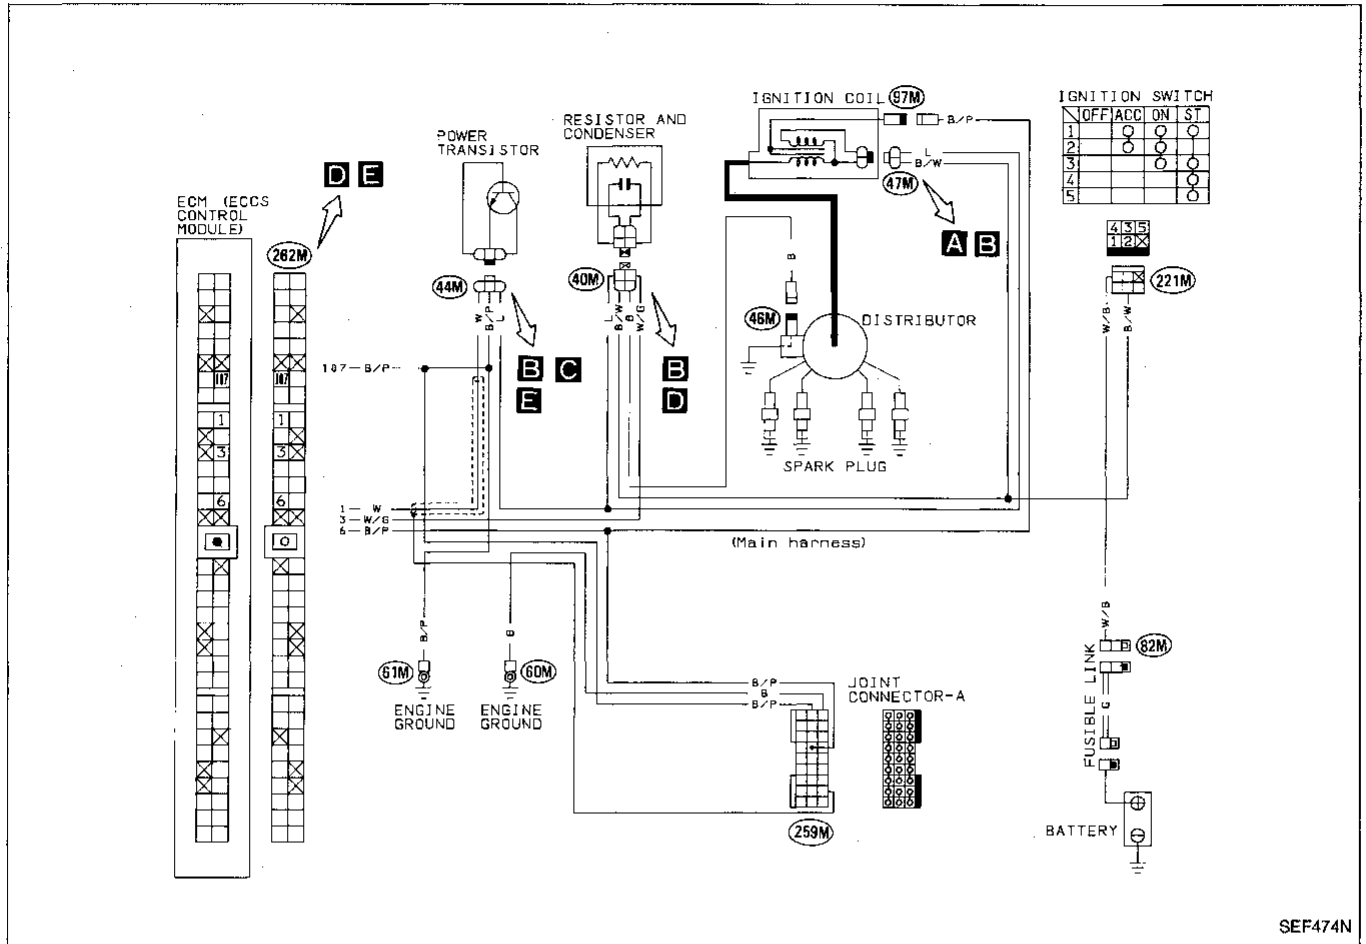 IGNITION COIL 97M
IGNITION SWITCH
OFF ACC ON ST
1
2
3
4
5
B/P
RESISTOR AND
CONDENSER
POWER
TRANSISTOR
L
B/W
47M
D E
A B
ECM (ECCS
CONTROL
MODULE)
262M
4 3 5
1 2
221M
44M
40M
46M
B
W
B/P
L
L
B/W
B
W/G
W/B
B/W
DISTRIBUTOR
B C
E
B
D
107 B/P
107 107
1 1
3 3
6 6
SPARK PLUG
1 W
3 W/G
6 B/P
(Main harness)
B/P
B
W/B
61M
60M
82M
ENGINE
GROUND
ENGINE
GROUND
B/P
B
B/P
JOINT
CONNECTOR-A
FUSIBLE LINK
G
259M
BATTERY
SEF474N